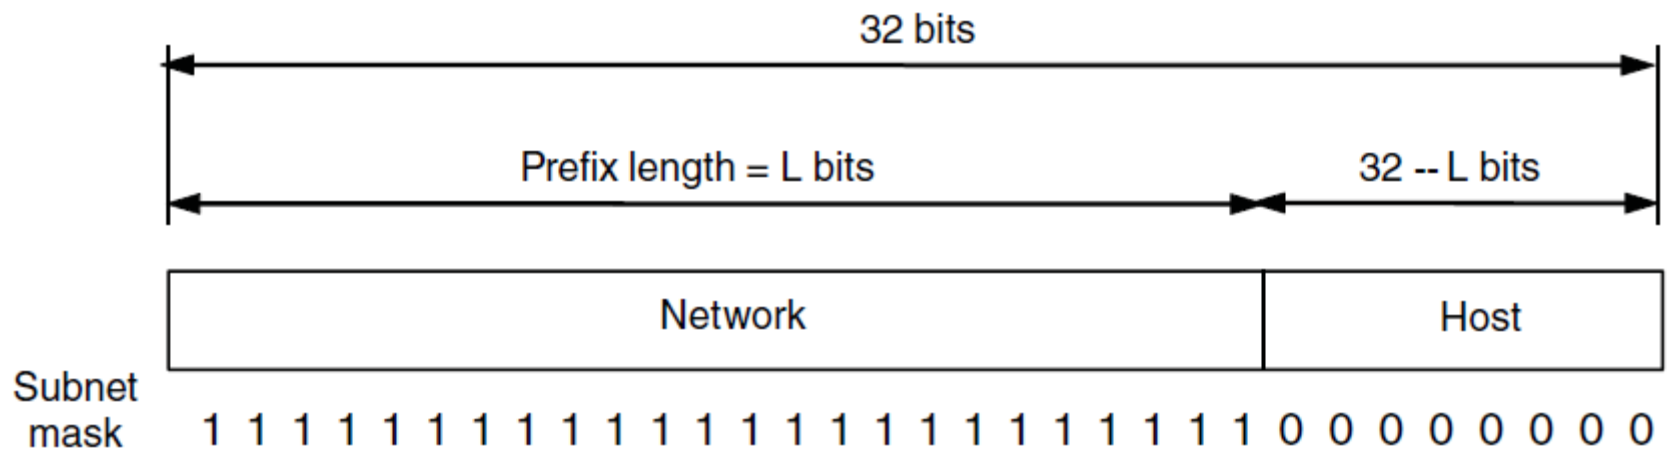 32 bits
Prefix length = L bits 32 -- L bits
Network Host
Subnet
mask 1 1 1 1 1 1 1 1 1 1 1 1 1 1 1 1 1 1 1 1 1 1 1 1 0 0 0 0 0 0 0 0